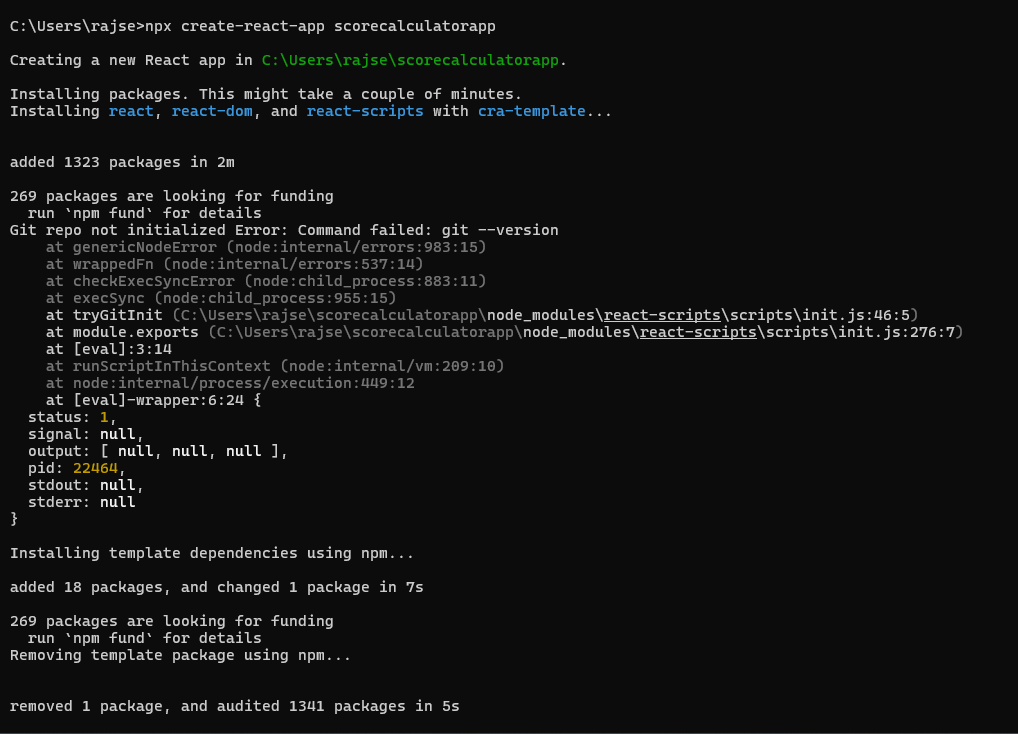 C:\Users\rajse>npx create-react-app scorecalculatorapp
Creating a new React app in C:\Users\rajse\scorecalculatorapp.
Installing packages. This might take a couple of minutes.
Installing react, react-dom, and react-scripts with cra-template...
added 1323 packages in 2m
269 packages are looking for funding
  run `npm fund` for details
Git repo not initialized Error: Command failed: git --version
    at genericNodeError (node:internal/errors:983:15)
    at wrappedFn (node:internal/errors:537:14)
    at checkExecSyncError (node:child_process:883:11)
    at execSync (node:child_process:955:15)
    at tryGitInit (C:\Users\rajse\scorecalculatorapp\node_modules\react-scripts\scripts\init.js:46:5)
    at module.exports (C:\Users\rajse\scorecalculatorapp\node_modules\react-scripts\scripts\init.js:276:7)
    at [eval]:3:14
    at runScriptInThisContext (node:internal/vm:209:10)
    at node:internal/process/execution:449:12
    at [eval]-wrapper:6:24 {
  status: 1,
  signal: null,
  output: [ null, null, null ],
  pid: 22464,
  stdout: null,
  stderr: null
}
Installing template dependencies using npm...
added 18 packages, and changed 1 package in 7s
269 packages are looking for funding
  run `npm fund` for details
Removing template package using npm...
removed 1 package, and audited 1341 packages in 5s